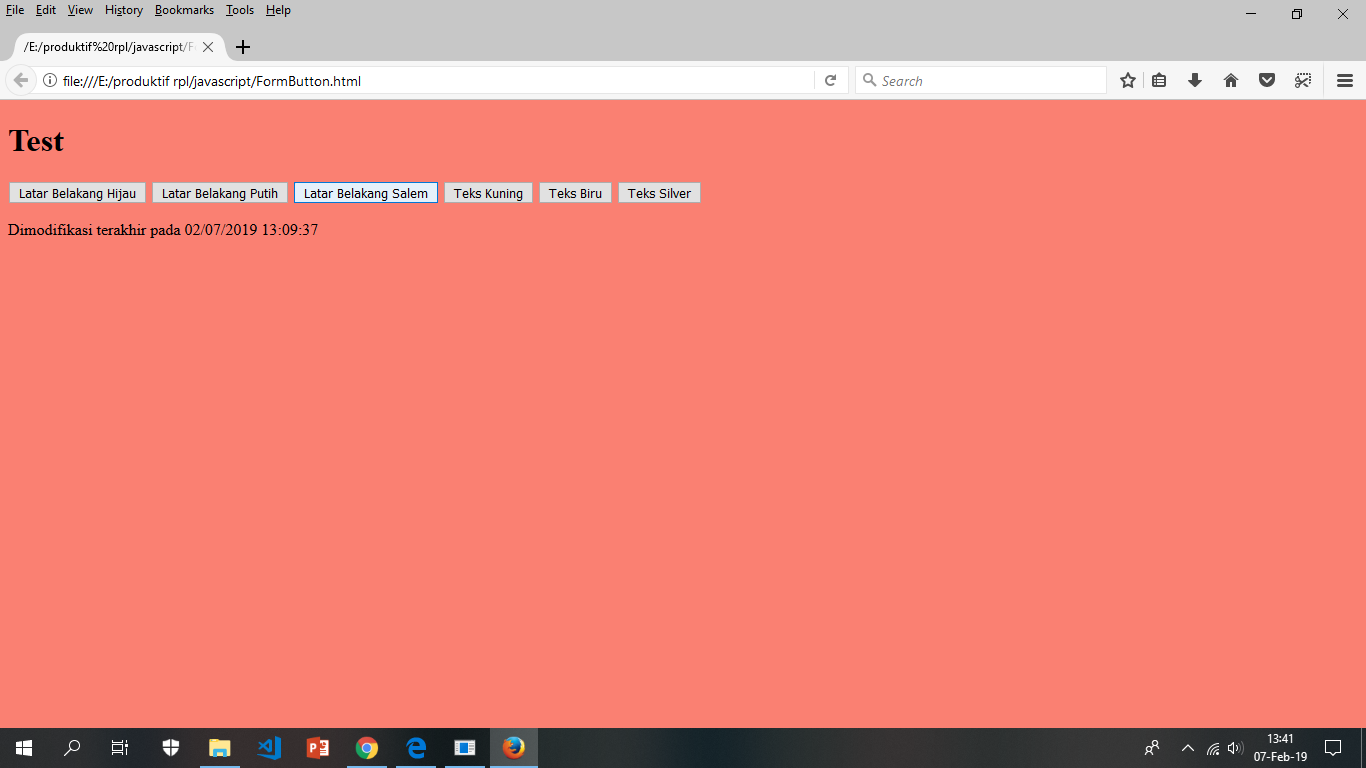 File Edit View History Bookmarks Tools Help
/E:/produktif%20rpl/javascript/F
file:///E:/produktif rpl/javascript/FormButton.html
Search
Test
Latar Belakang Hijau Latar Belakang Putih Latar Belakang Salem Teks Kuning Teks Biru Teks Silver
Dimodifikasi terakhir pada 02/07/2019 13:09:37
13:41
07-Feb-19